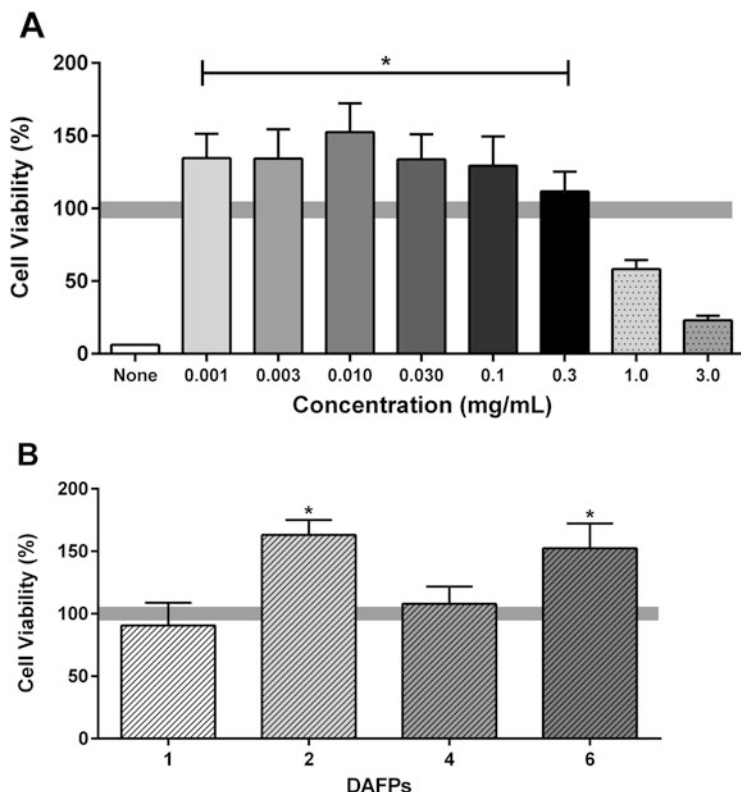 A
*
200
150
100
50
0
Cell Viability (%)
None 0.001 0.003 0.010 0.030 0.1 0.3 1.0 3.0
Concentration (mg/mL)
B
* *
200
150
100
50
0
Cell Viability (%)
1 2 4 6
DAFPs